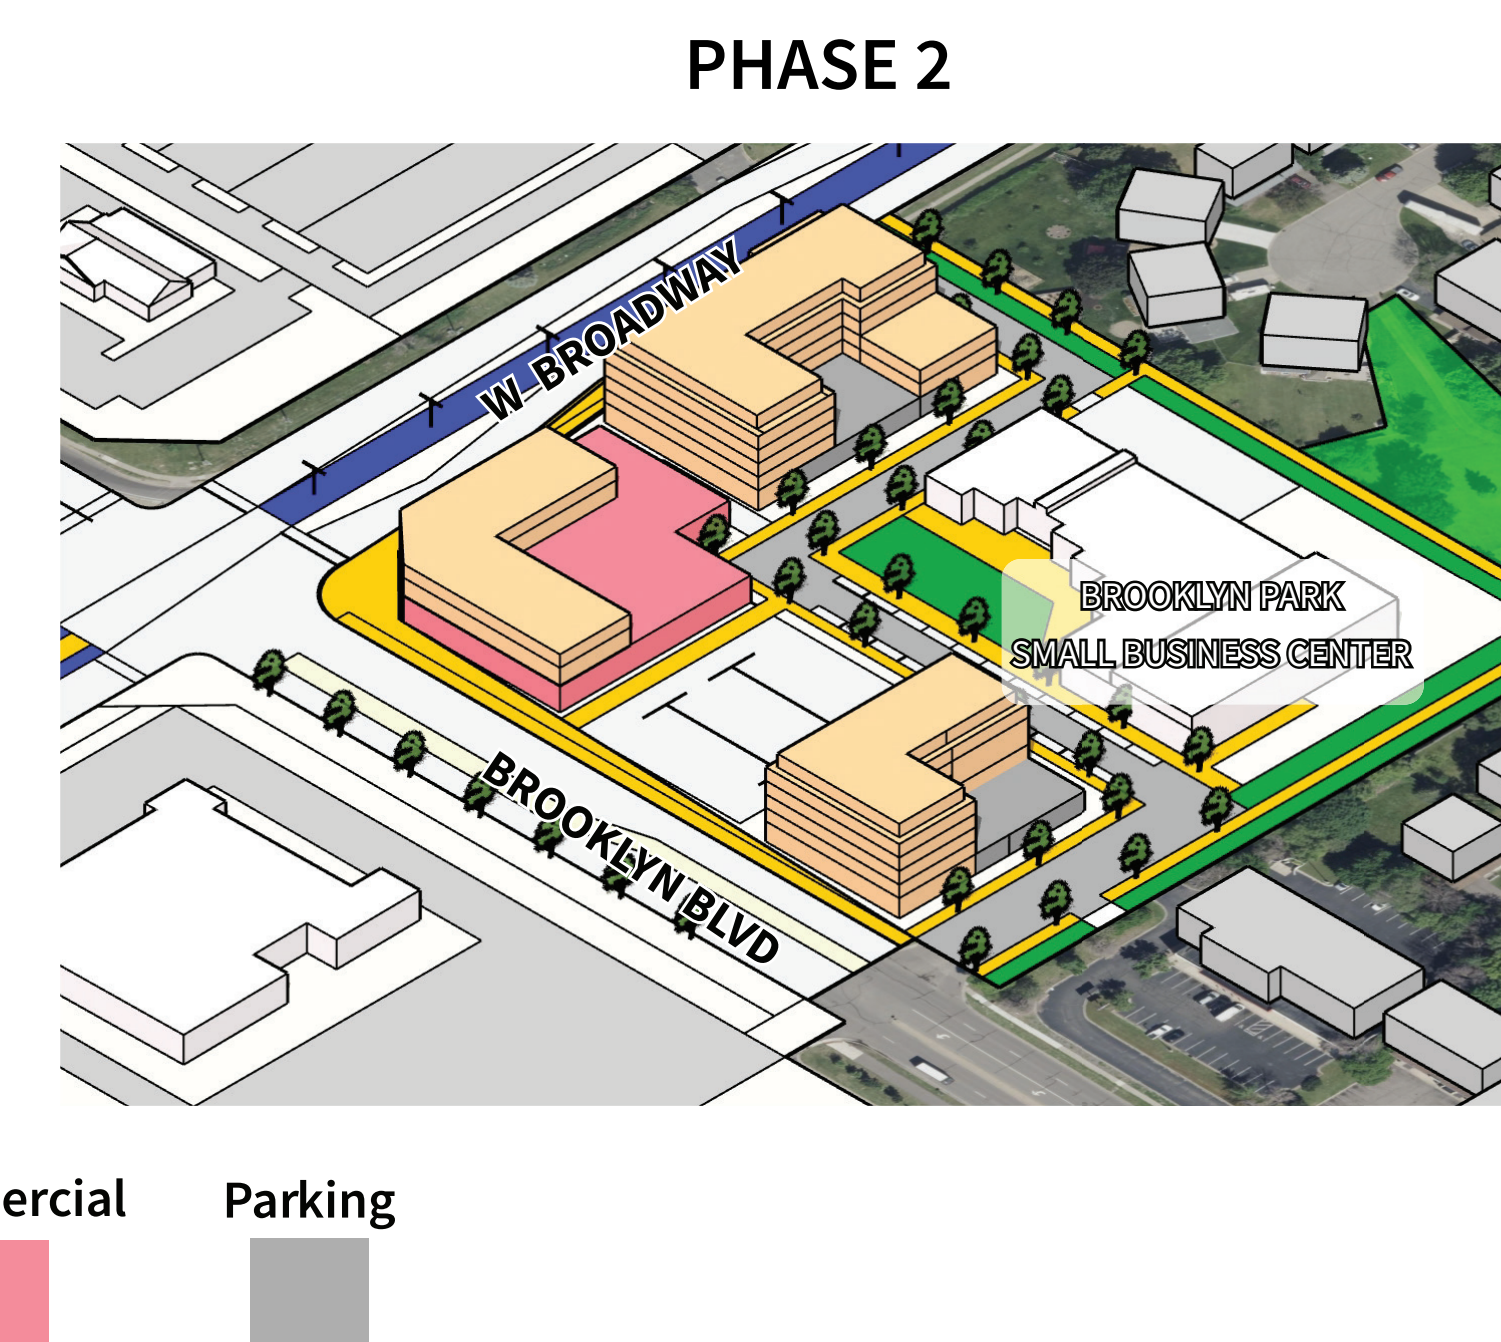 PHASE 2
W BROADWAY
BROOKLYN PARK
SMALL BUSINESS CENTER
BROOKLYN BLVD
ercial
Parking